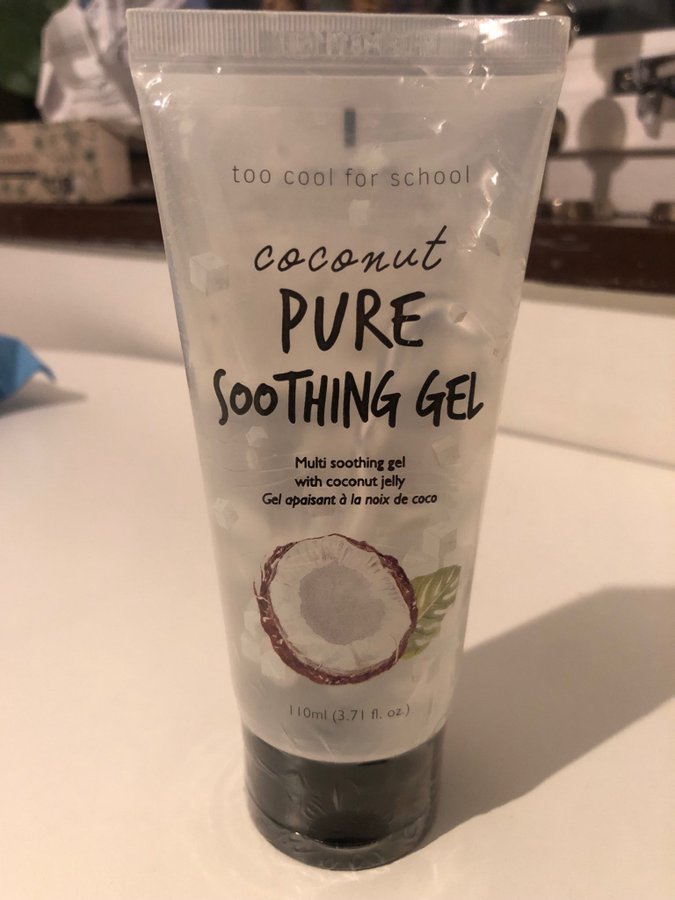 too cool for school
coconut
PURE
SOOTHING GEL
Multi soothing gel
with coconut jelly
Gel apaisant à la noix de coco
110ml (3.71 fl. oz.)